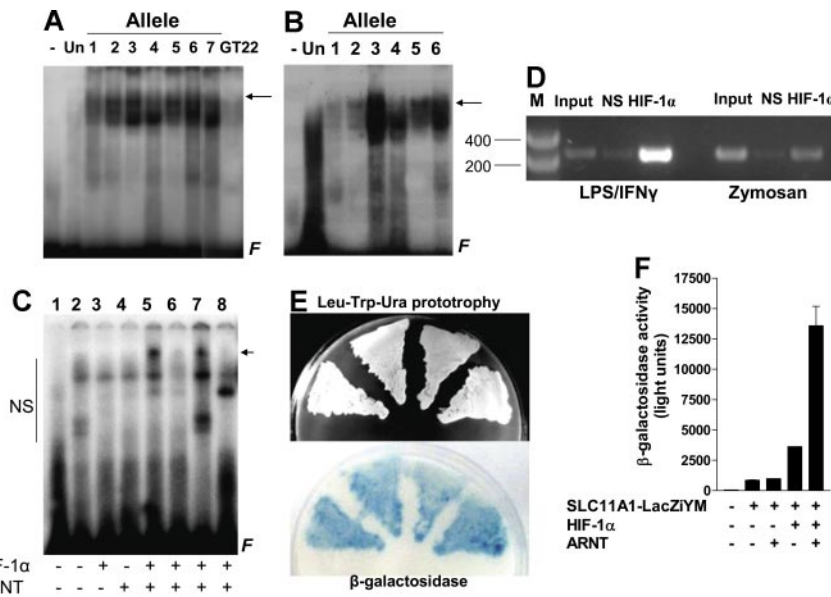 A
Allele
- Un 1 2 3 4 5 6 7 GT22
F
B
Allele
- Un 1 2 3 4 5 6
F
D
M Input NS HIF-1α Input NS HIF-1α
400
200
LPS/IFNγ Zymosan
C
1 2 3 4 5 6 7 8
NS
F
F-1α - - + - + + + +
NT - - - + + + + +
E
Leu-Trp-Ura prototrophy
β-galactosidase
F
β-galactosidase activity
(light units)
17500
15000
12500
10000
7500
5000
2500
0
SLC11A1-LacZiYM - + + + +
HIF-1α - - - + +
ARNT - - + - +